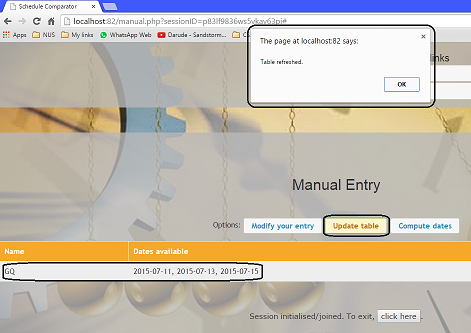 Schedule Comparator
localhost:82/manual.php?sessionID=p83lf9836ws5vkav63pi#
Apps NUS My links WhatsApp Web Darude - Sandstorm...
The page at localhost:82 says:
Table refreshed.
OK
links
Manual Entry
Options: Modify your entry Update table Compute dates
Name Dates available
GQ 2015-07-11, 2015-07-13, 2015-07-15
Session initialised/joined. To exit, click here .